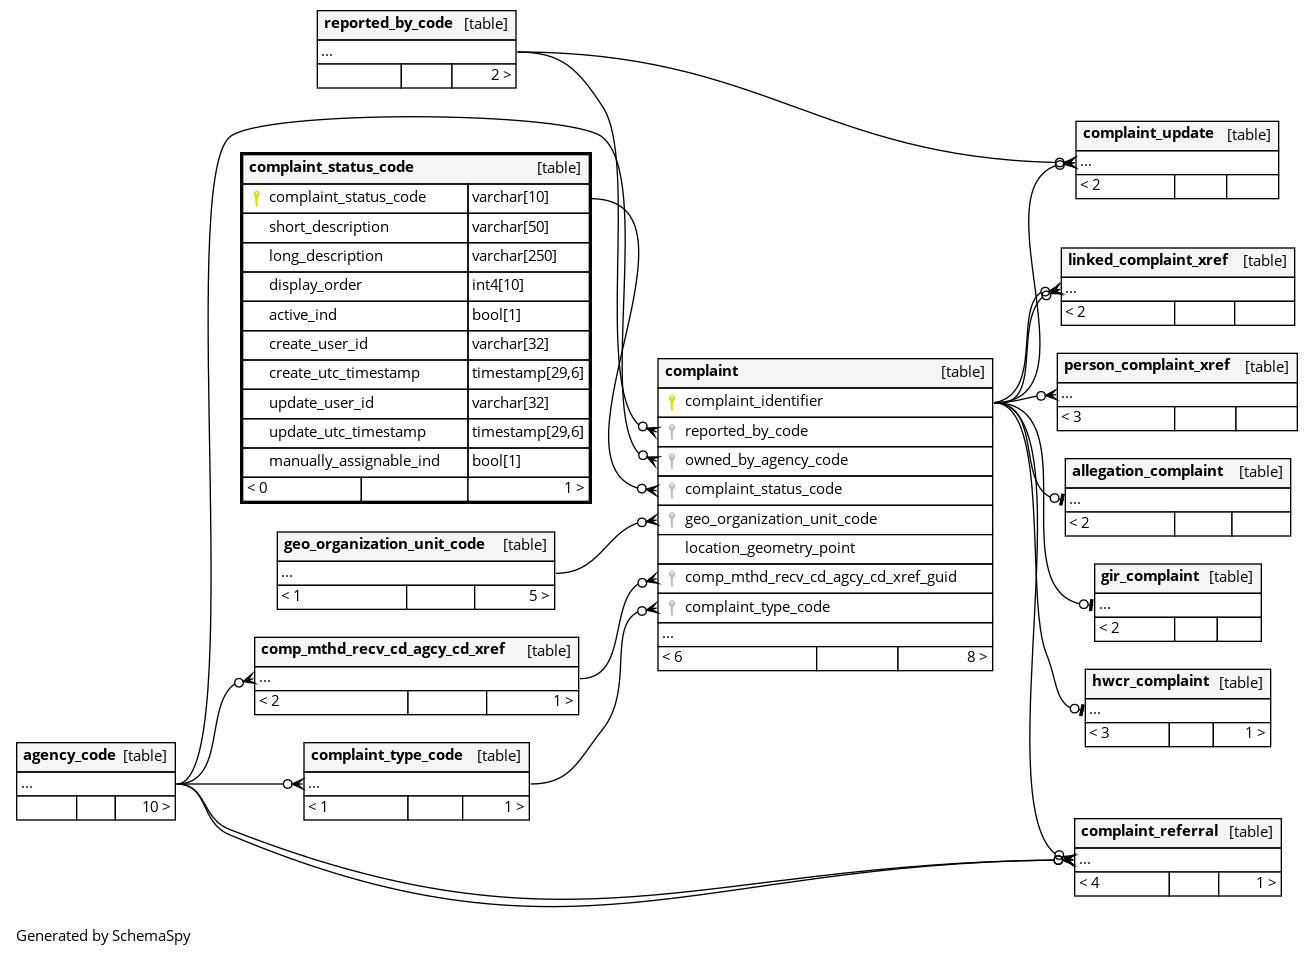 reported_by_code [table]
...
2 >
complaint_status_code [table]
complaint_status_code varchar[10]
short_description varchar[50]
long_description varchar[250]
display_order int4[10]
active_ind bool[1]
create_user_id varchar[32]
create_utc_timestamp timestamp[29,6]
update_user_id varchar[32]
update_utc_timestamp timestamp[29,6]
manually_assignable_ind bool[1]
< 0 1 >
geo_organization_unit_code [table]
...
< 1 5 >
comp_mthd_recv_cd_agcy_cd_xref [table]
...
< 2 1 >
agency_code [table]
...
10 >
complaint_type_code [table]
...
< 1 1 >
complaint [table]
complaint_identifier
reported_by_code
owned_by_agency_code
complaint_status_code
geo_organization_unit_code
location_geometry_point
comp_mthd_recv_cd_agcy_cd_xref_guid
complaint_type_code
...
< 6 8 >
complaint_update [table]
...
< 2
linked_complaint_xref [table]
...
< 2
person_complaint_xref [table]
...
< 3
allegation_complaint [table]
...
< 2
gir_complaint [table]
...
< 2
hwcr_complaint [table]
...
< 3 1 >
complaint_referral [table]
...
< 4 1 >
Generated by SchemaSpy